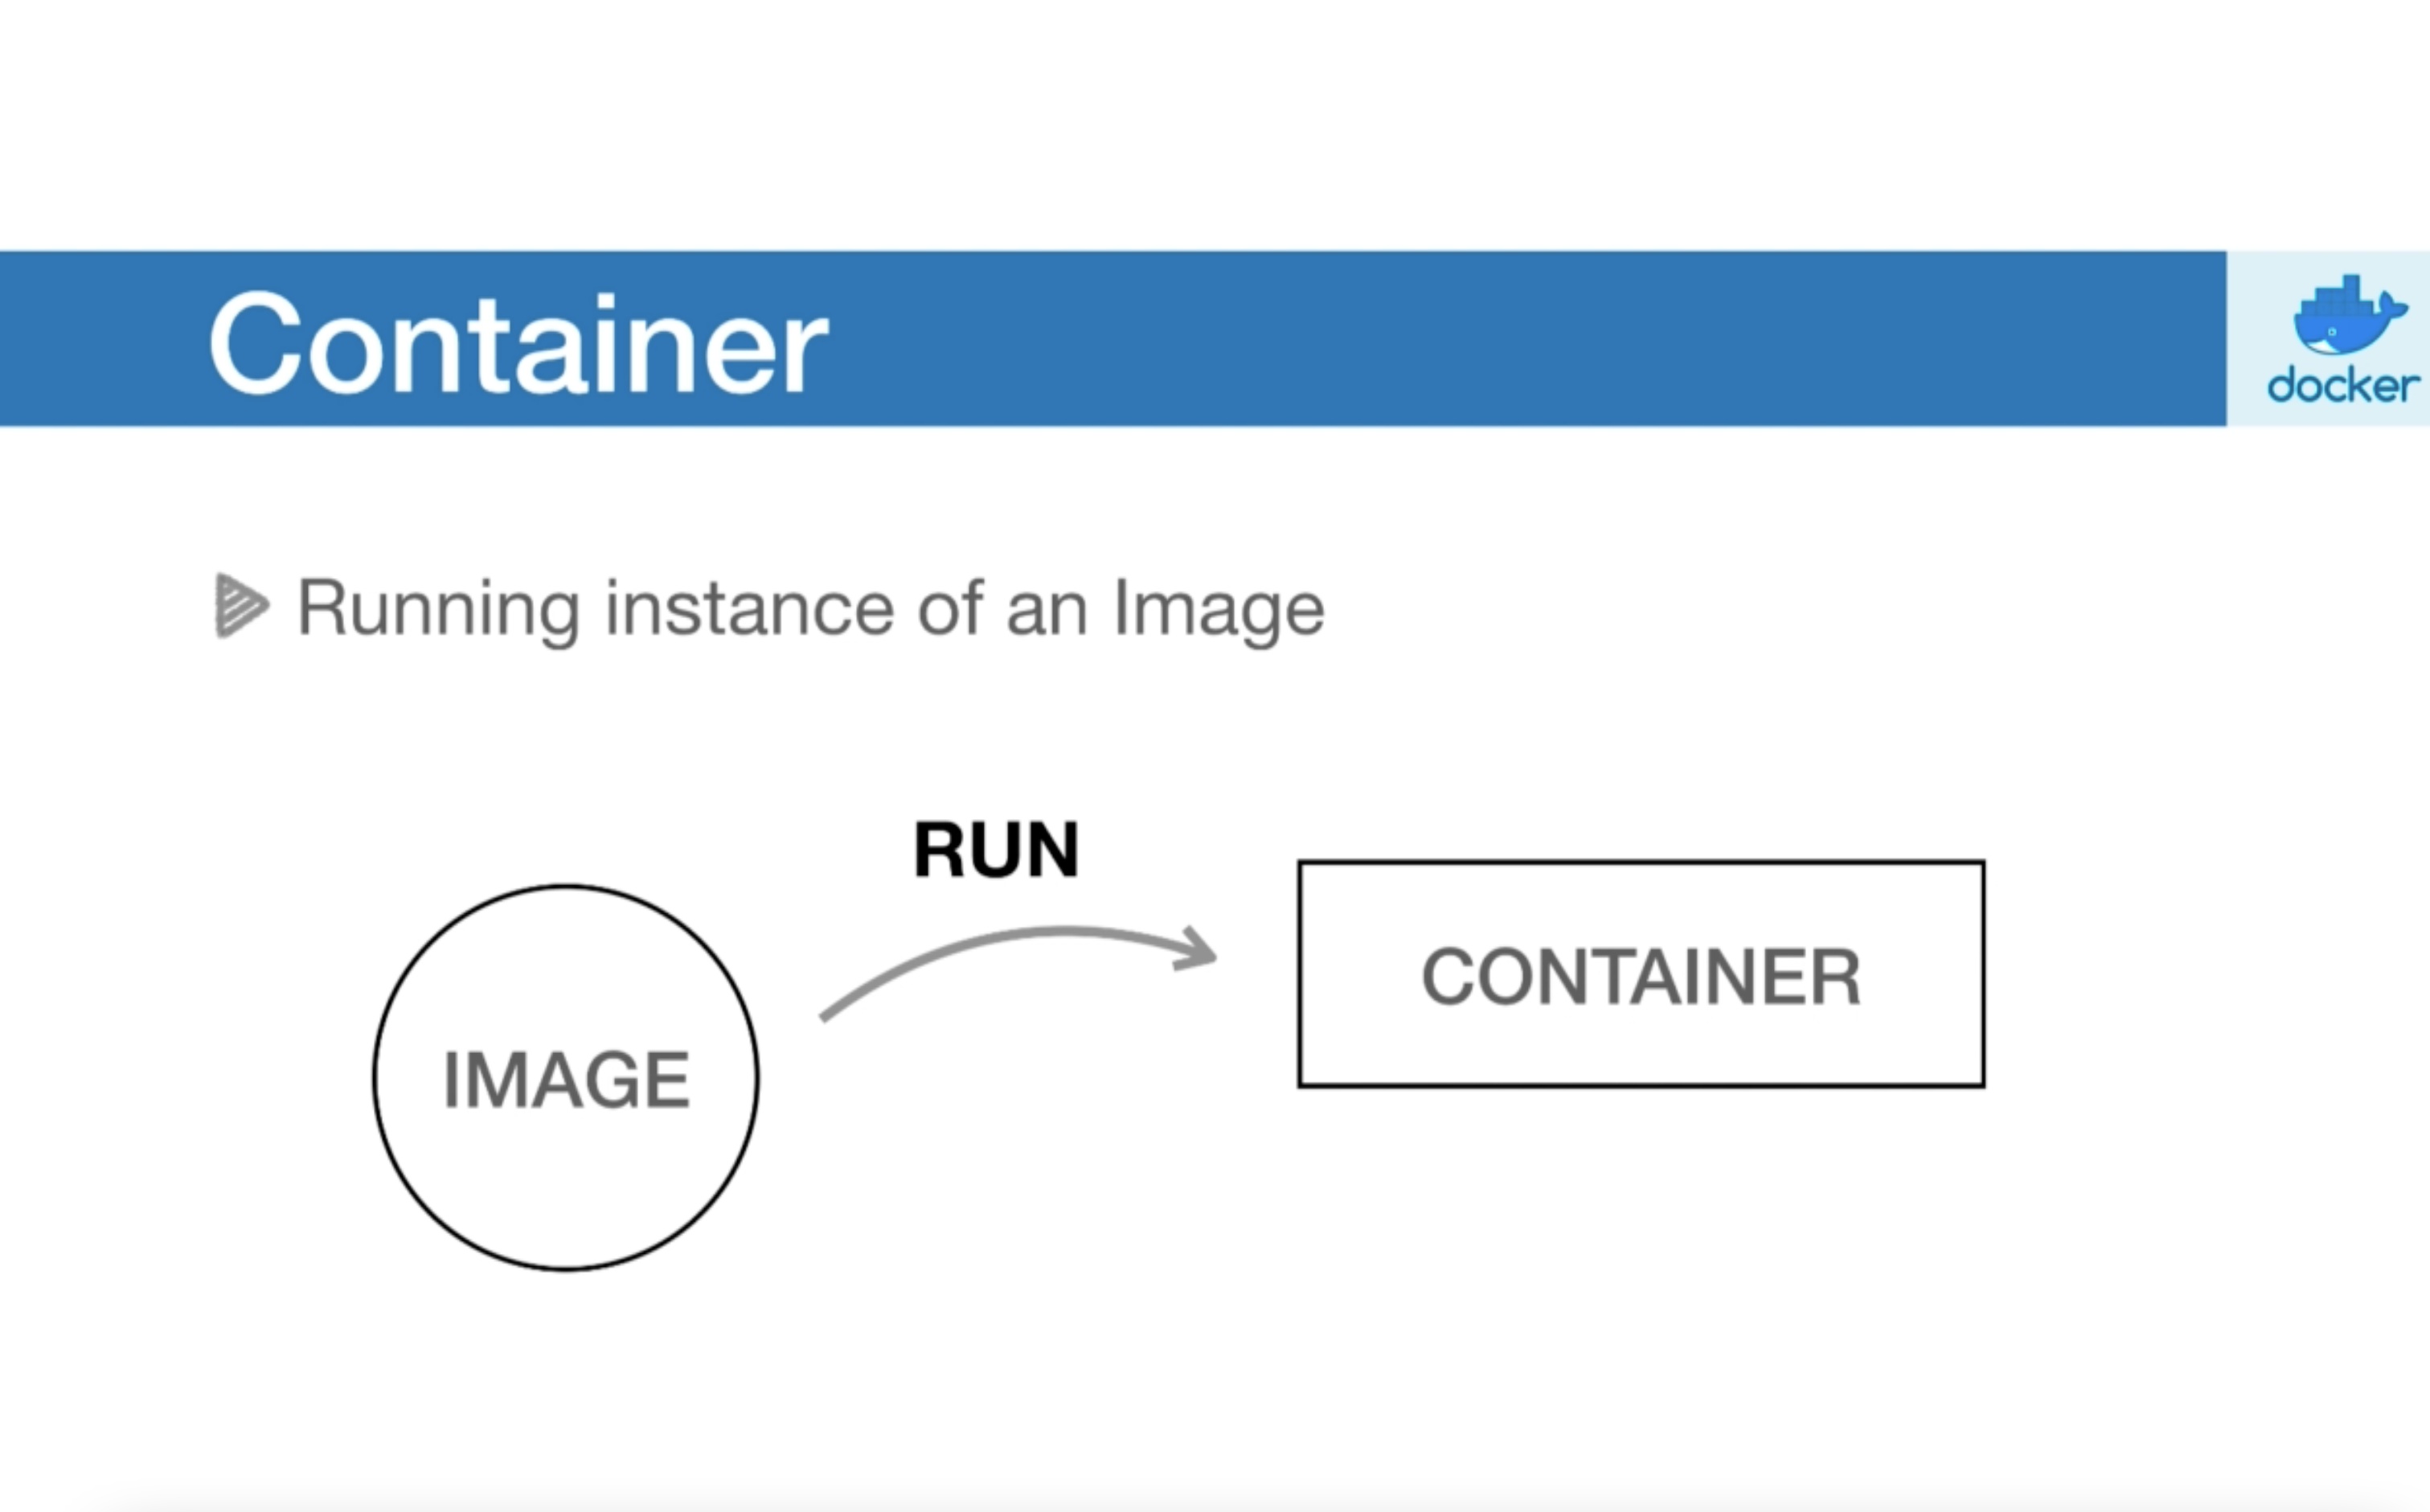 Container
docker
Running instance of an Image
RUN
IMAGE
CONTAINER